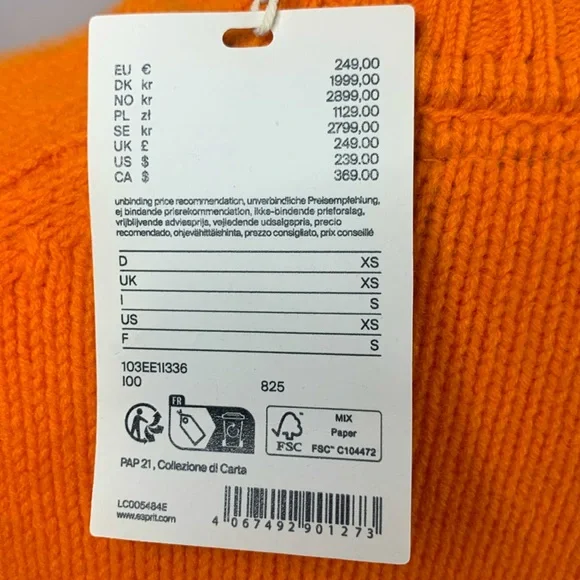 EU € 249,00
DK kr 1999,00
NO kr 2899,00
PL zł 1129.00
SE kr 2799,00
UK £ 249.00
US $ 239.00
CA $ 369.00
unbinding price recommendation, unverbindliche Preisempfehlung,
ej bindande prisrekommendation, ikke-bindende prisforslag,
vrijblijvende adviesprijs, vejledende udsalgspris, precio
recomendado, ohjevähittäishinta, prezzo consigliato, prix conseillé
D XS
UK XS
I S
US XS
F S
103EE1I336
100 825
FR
FSC
MIX
Paper
FSC™ C104472
PAP 21, Collezione di Carta
LC005484E
www.esprit.com
4 067492 901273